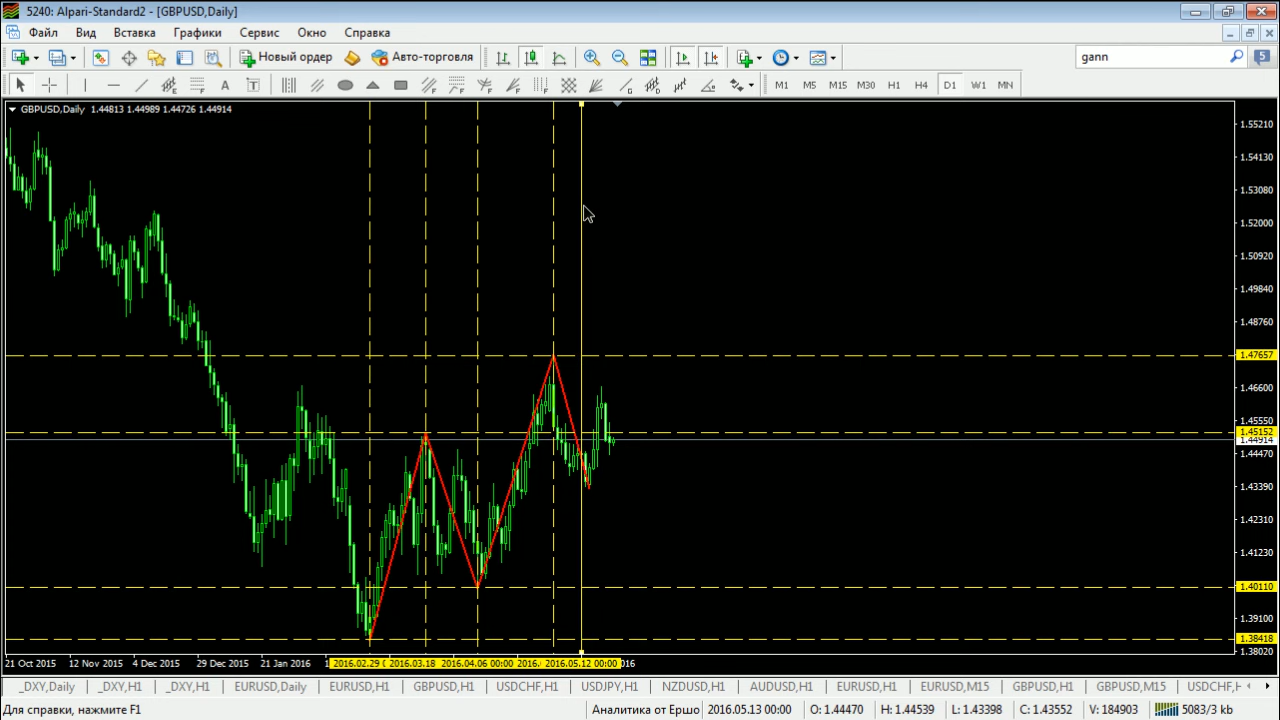 5240: Alpari-Standard2 - [GBPUSD,Daily]
Файл Вид Вставка Графики Сервис Окно Справка
Новый ордер Авто-торговля gann 5
A T F F F F F G M1 M5 M15 M30 H1 H4 D1 W1 MN
GBPUSD,Daily 1.44813 1.44989 1.44726 1.44914
1.55210
1.54130
1.53080
1.52000
1.50920
1.49840
1.48760
1.47657
1.46600
1.45550
1.45152
1.44914
1.44470
1.43390
1.42310
1.41230
1.40110
1.39100
1.38418
1.38020
21 Oct 2015 12 Nov 2015 4 Dec 2015 29 Dec 2015 21 Jan 2016 2016.02.29 2016.03.18 2016.04.06 00:00 2016. 2016.05.12 00:00 016
_DXY,Daily _DXY,H1 _DXY,H1 EURUSD,Daily EURUSD,H1 GBPUSD,H1 USDCHF,H1 USDJPY,H1 NZDUSD,H1 AUDUSD,H1 EURUSD,H1 EURUSD,M15 GBPUSD,H1 GBPUSD,M15 USDCHF,H
Для справки, нажмите F1 Аналитика от Ершо 2016.05.13 00:00 O: 1.44470 H: 1.44539 L: 1.43398 C: 1.43552 V: 184903 5083/3 kb